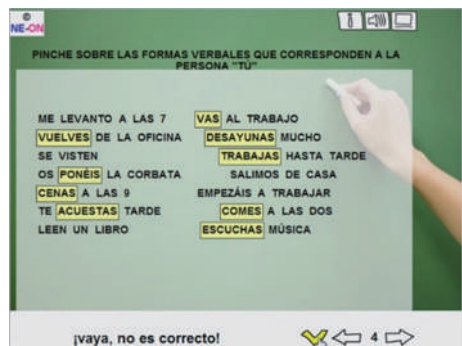 NE-ON
PINCHE SOBRE LAS FORMAS VERBALES QUE CORRESPONDEN A LA
PERSONA "TÚ"
ME LEVANTO A LAS 7
VUELVES DE LA OFICINA
SE VISTEN
OS PONÉIS LA CORBATA
CENAS A LAS 9
TE ACUESTAS TARDE
LEEN UN LIBRO
VAS AL TRABAJO
DESAYUNAS MUCHO
TRABAJAS HASTA TARDE
SALIMOS DE CASA
EMPEZÁIS A TRABAJAR
COMES A LAS DOS
ESCUCHAS MÚSICA
¡vaya, no es correcto!
4